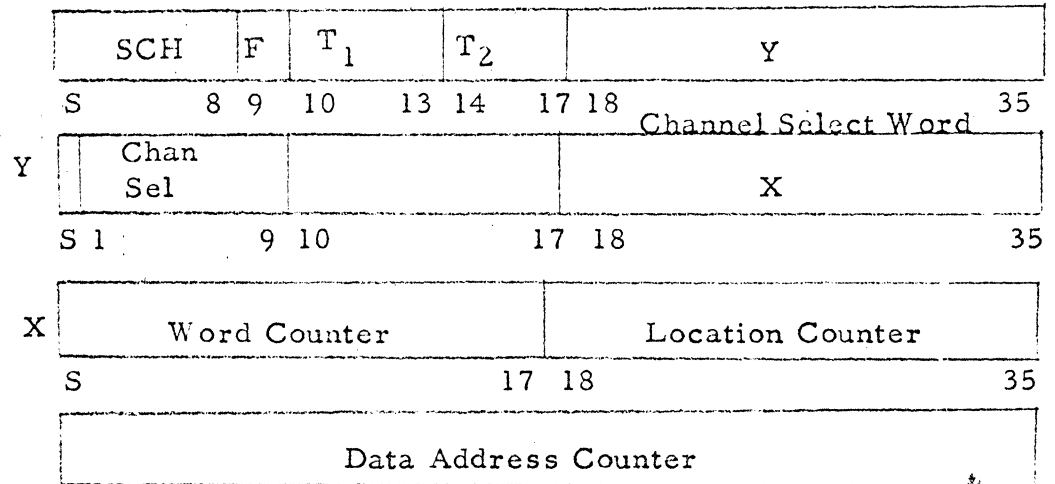 SCH F T1 T2 Y
S 8 9 10 13 14 17 18 35
Channel Select Word
Y Chan
Sel X
S 1 9 10 17 18 35
X Word Counter Location Counter
S 17 18 35
Data Address Counter